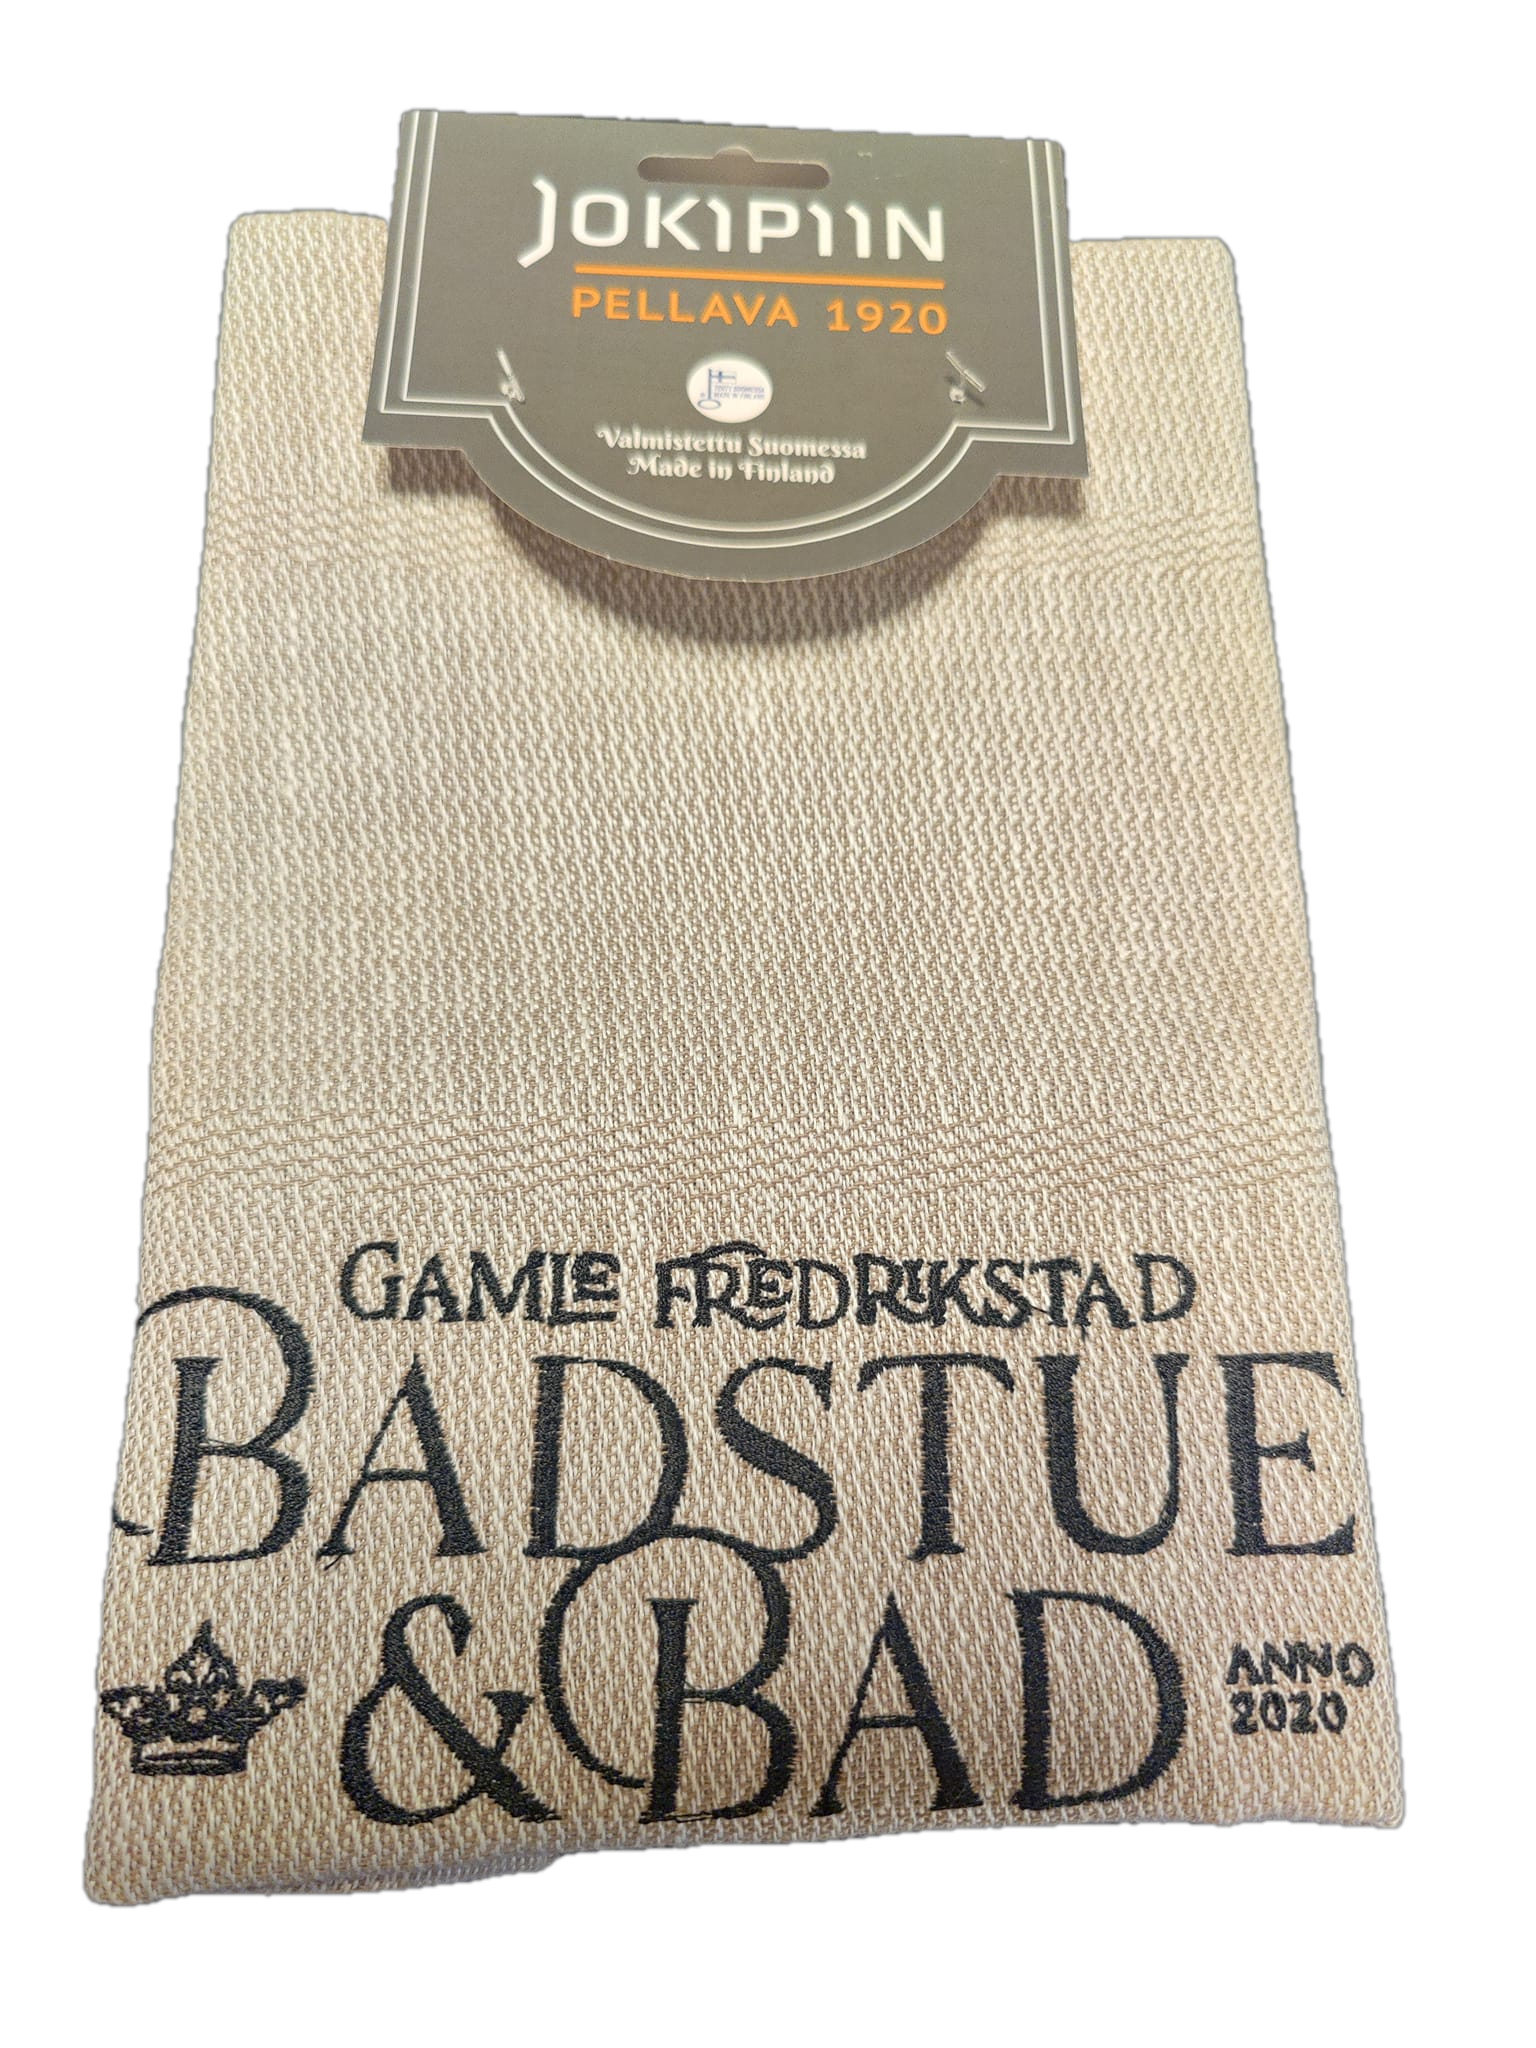 JOKIPIIN
PELLAVA 1920
Valmistettu Suomessa
Made in Finland
GAMLE FREDRIKSTAD
BADSTUE
& BAD
ANNO
2020